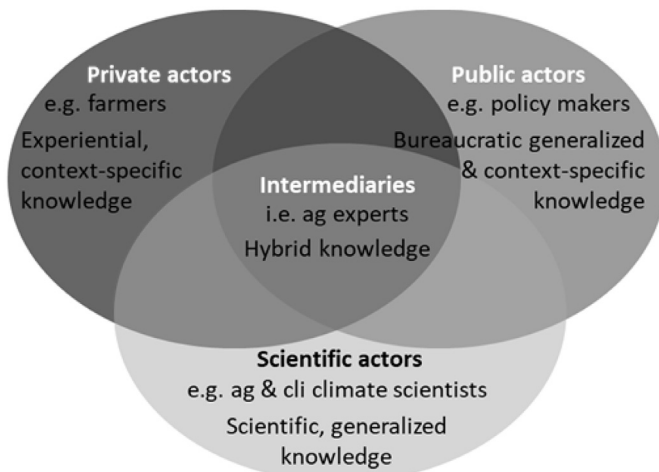 Private actors
e.g. farmers
Experiential,
context-specific
knowledge
Public actors
e.g. policy makers
Bureaucratic generalized
& context-specific
knowledge
Intermediaries
i.e. ag experts
Hybrid knowledge
Scientific actors
e.g. ag & cli climate scientists
Scientific, generalized
knowledge